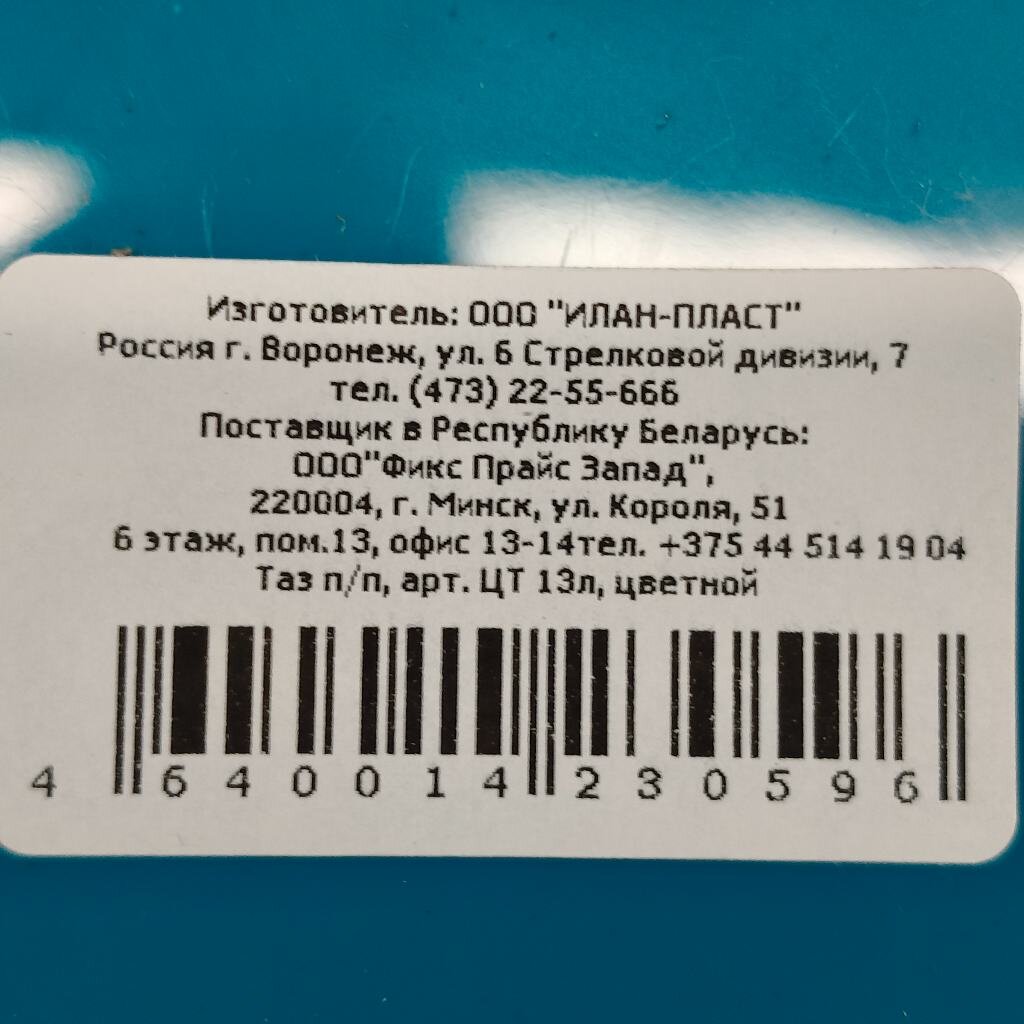 Изготовитель: ООО "ИЛАН-ПЛАСТ"
Россия г. Воронеж, ул. 6 Стрелковой дивизии, 7
тел. (473) 22-55-666
Поставщик в Республику Беларусь:
ООО"Фикс Прайс Запад",
220004, г. Минск, ул. Короля, 51
6 этаж, пом.13, офис 13-14тел. +375 44 514 19 04
Таз п/п, арт. ЦТ 13л, цветной
4 640014 230596